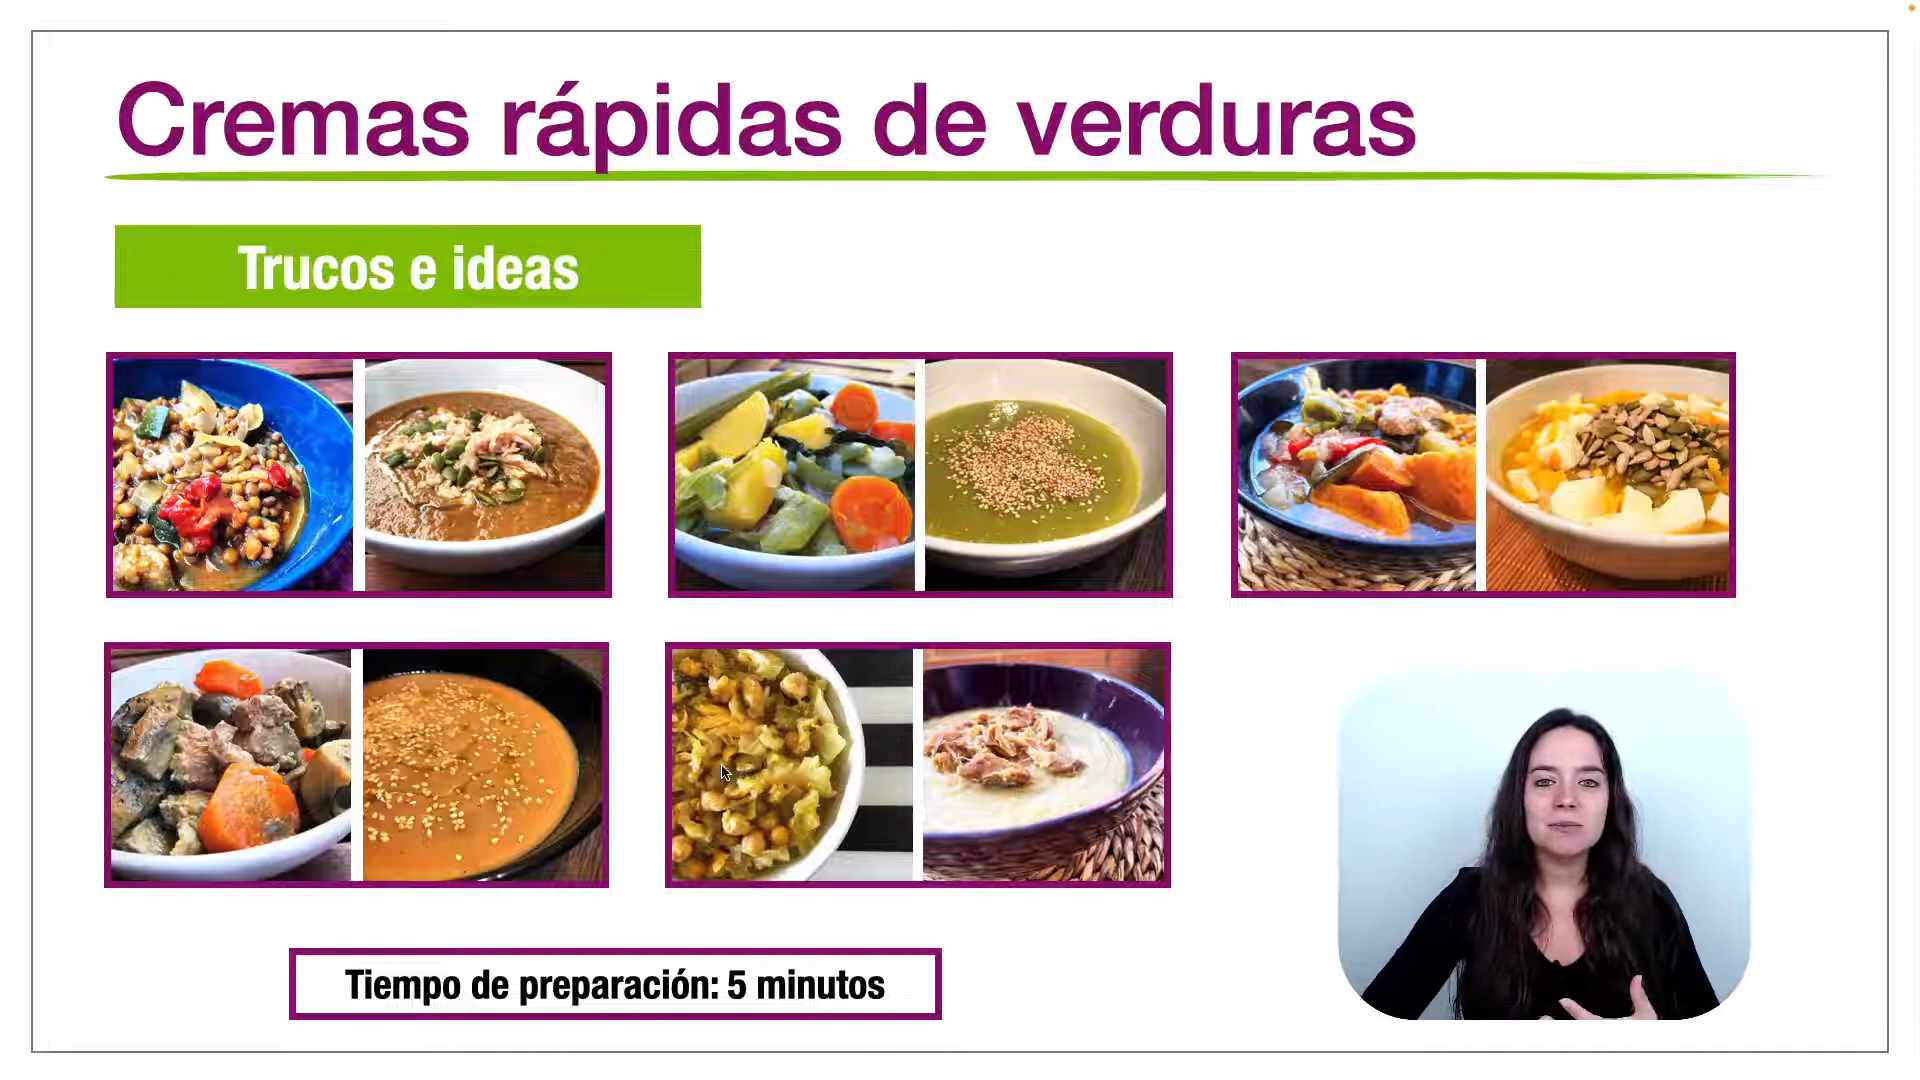 Cremas rápidas de verduras
Trucos e ideas
Tiempo de preparación: 5 minutos